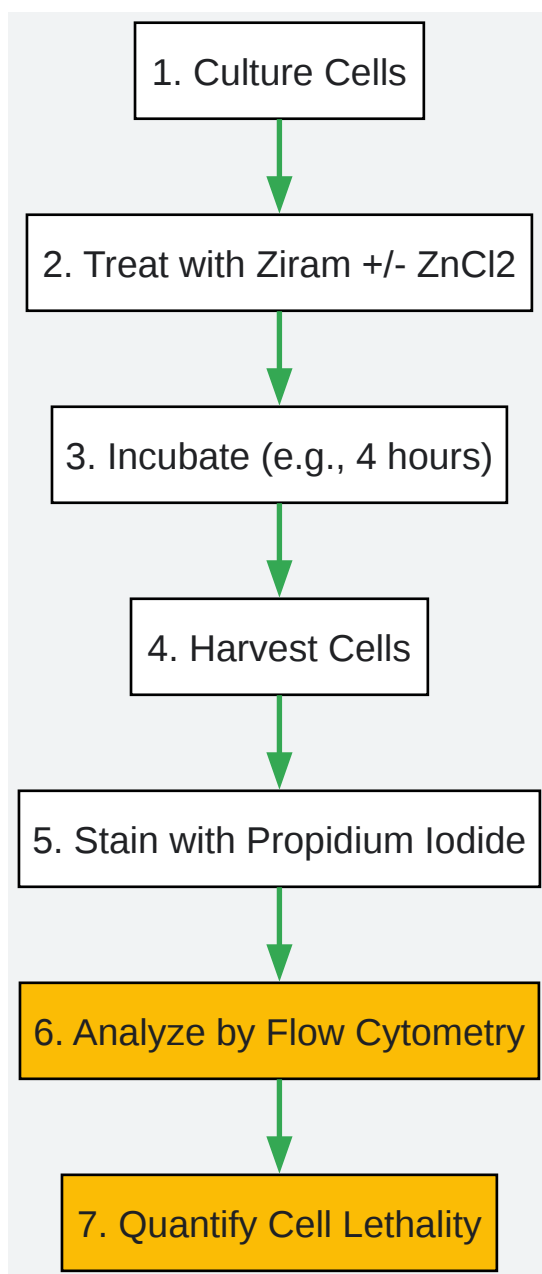 1. Culture Cells
2. Treat with Ziram +/- ZnCl2
3. Incubate (e.g., 4 hours)
4. Harvest Cells
5. Stain with Propidium Iodide
6. Analyze by Flow Cytometry
7. Quantify Cell Lethality